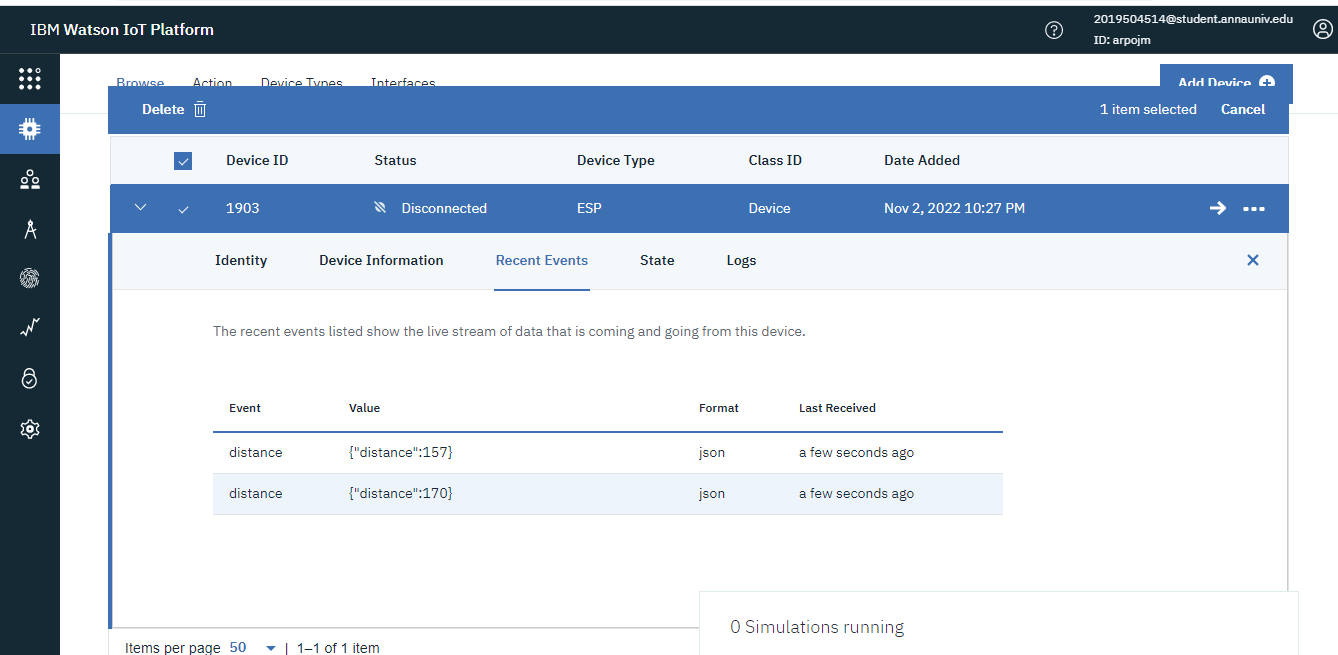 IBM Watson IoT Platform
2019504514@student.annauniv.edu
ID: arpojm
Browse Action Device Types Interfaces
Add Device
Delete
1 item selected Cancel
Device ID Status Device Type Class ID Date Added
1903 Disconnected ESP Device Nov 2, 2022 10:27 PM
Identity Device Information Recent Events State Logs
The recent events listed show the live stream of data that is coming and going from this device.
Event Value Format Last Received
distance {"distance":157} json a few seconds ago
distance {"distance":170} json a few seconds ago
0 Simulations running
Items per page 50 | 1–1 of 1 item